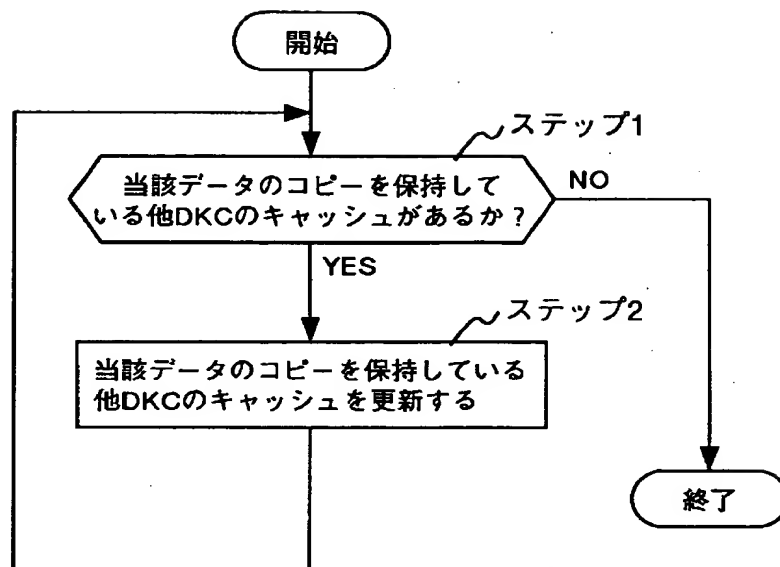 開始
ステップ1
当該データのコピーを保持して
いる他DKCのキャッシュがあるか？
NO
YES
ステップ2
当該データのコピーを保持している
他DKCのキャッシュを更新する
終了